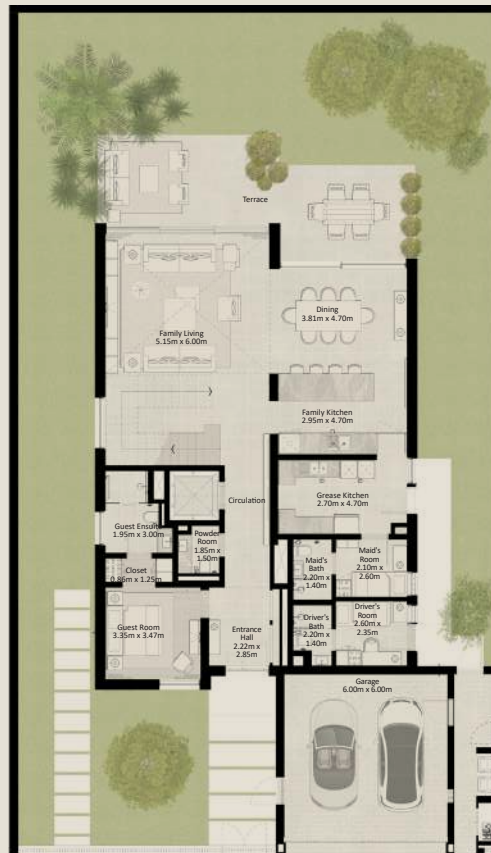 Terrace
Dining
3.81m x 4.70m
Family Living
5.15m x 6.00m
Family Kitchen
2.95m x 4.70m
Grease Kitchen
2.70m x 4.70m
Circulation
Guest Ensuite
1.95m x 3.00m
Powder
Room
1.85m x
1.50m
Maid's
Bath
2.20m x
1.40m
Maid's
Room
2.10m x
2.60m
Closet
0.86m x 1.25m
Guest Room
3.35m x 3.47m
Entrance
Hall
2.22m x
2.85m
Driver's
Bath
2.20m x
1.40m
Driver's
Room
2.60m x
2.35m
Garage
6.00m x 6.00m